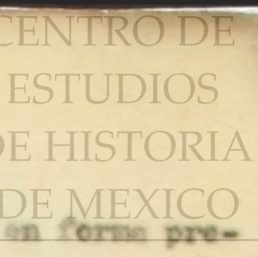 CENTRO DE
ESTUDIOS
DE HISTORIA
DE MEXICO
en forma pre-